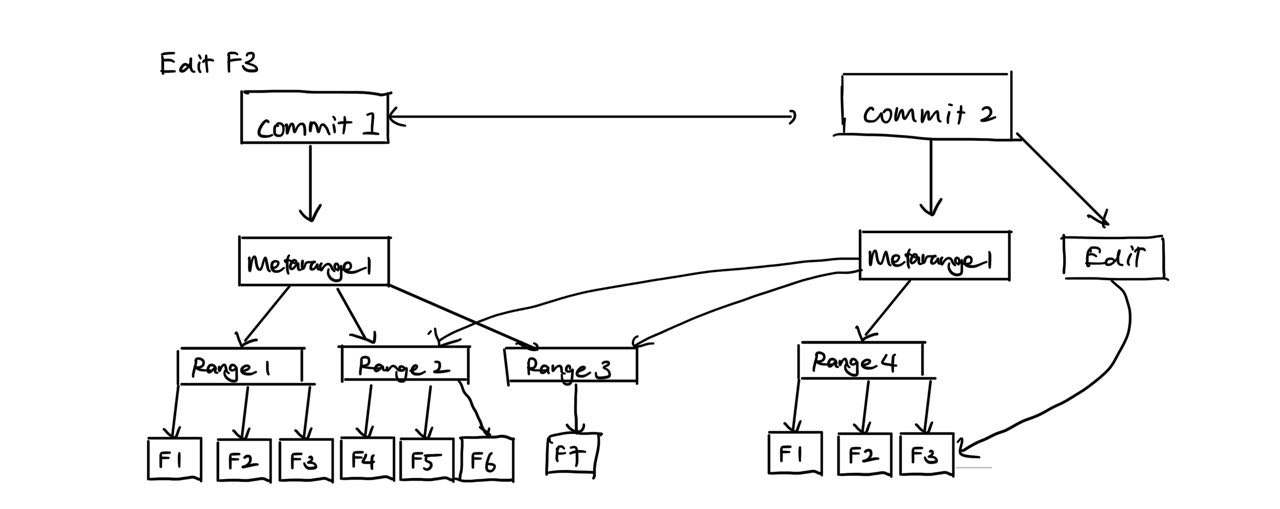 Edit F3
Commit 1
Commit 2
Metarange 1
Metarange 1
Edit
Range 1
Range 2
Range 3
Range 4
F1
F2
F3
F4
F5
F6
F7
F1
F2
F3